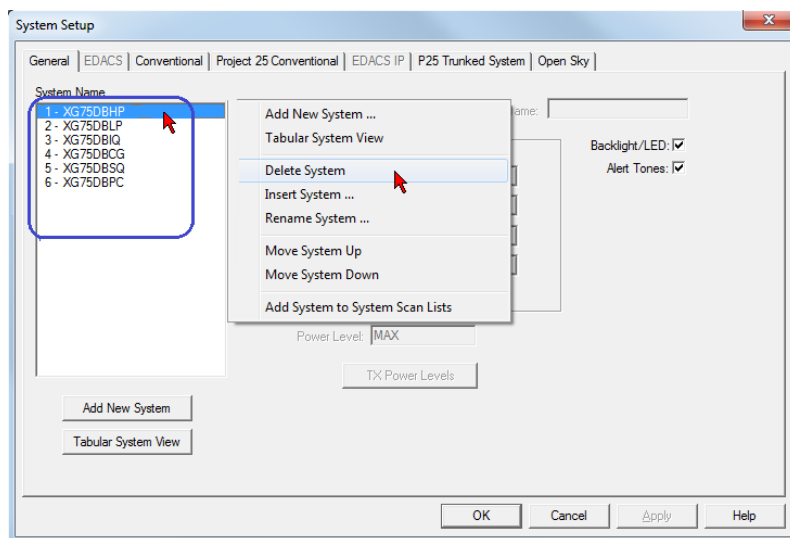 System Setup
General EDACS Conventional Project 25 Conventional EDACS IP P25 Trunked System Open Sky
System Name
1 - XG75DBHP
2 - XG75DBLP
3 - XG75DBIQ
4 - XG75DBCG
5 - XG75DBSQ
6 - XG75DBPC
Add New System ...
Tabular System View
Delete System
Insert System ...
Rename System ...
Move System Up
Move System Down
Add System to System Scan Lists
ame:
Backlight/LED:
Alert Tones:
Power Level: MAX
TX Power Levels
Add New System
Tabular System View
OK Cancel Apply Help